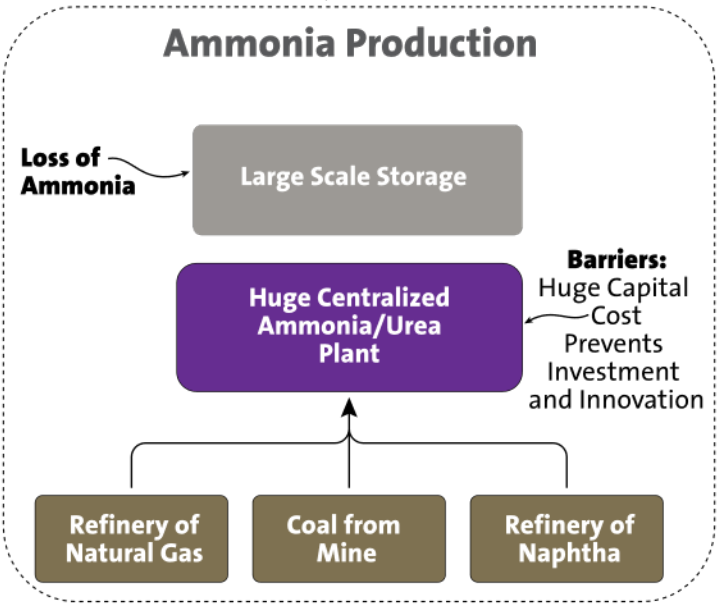 Ammonia Production
Loss of
Ammonia
Large Scale Storage
Huge Centralized
Ammonia/Urea
Plant
Barriers:
Huge Capital
Cost
Prevents
Investment
and Innovation
Refinery of
Natural Gas
Coal from
Mine
Refinery of
Naphtha